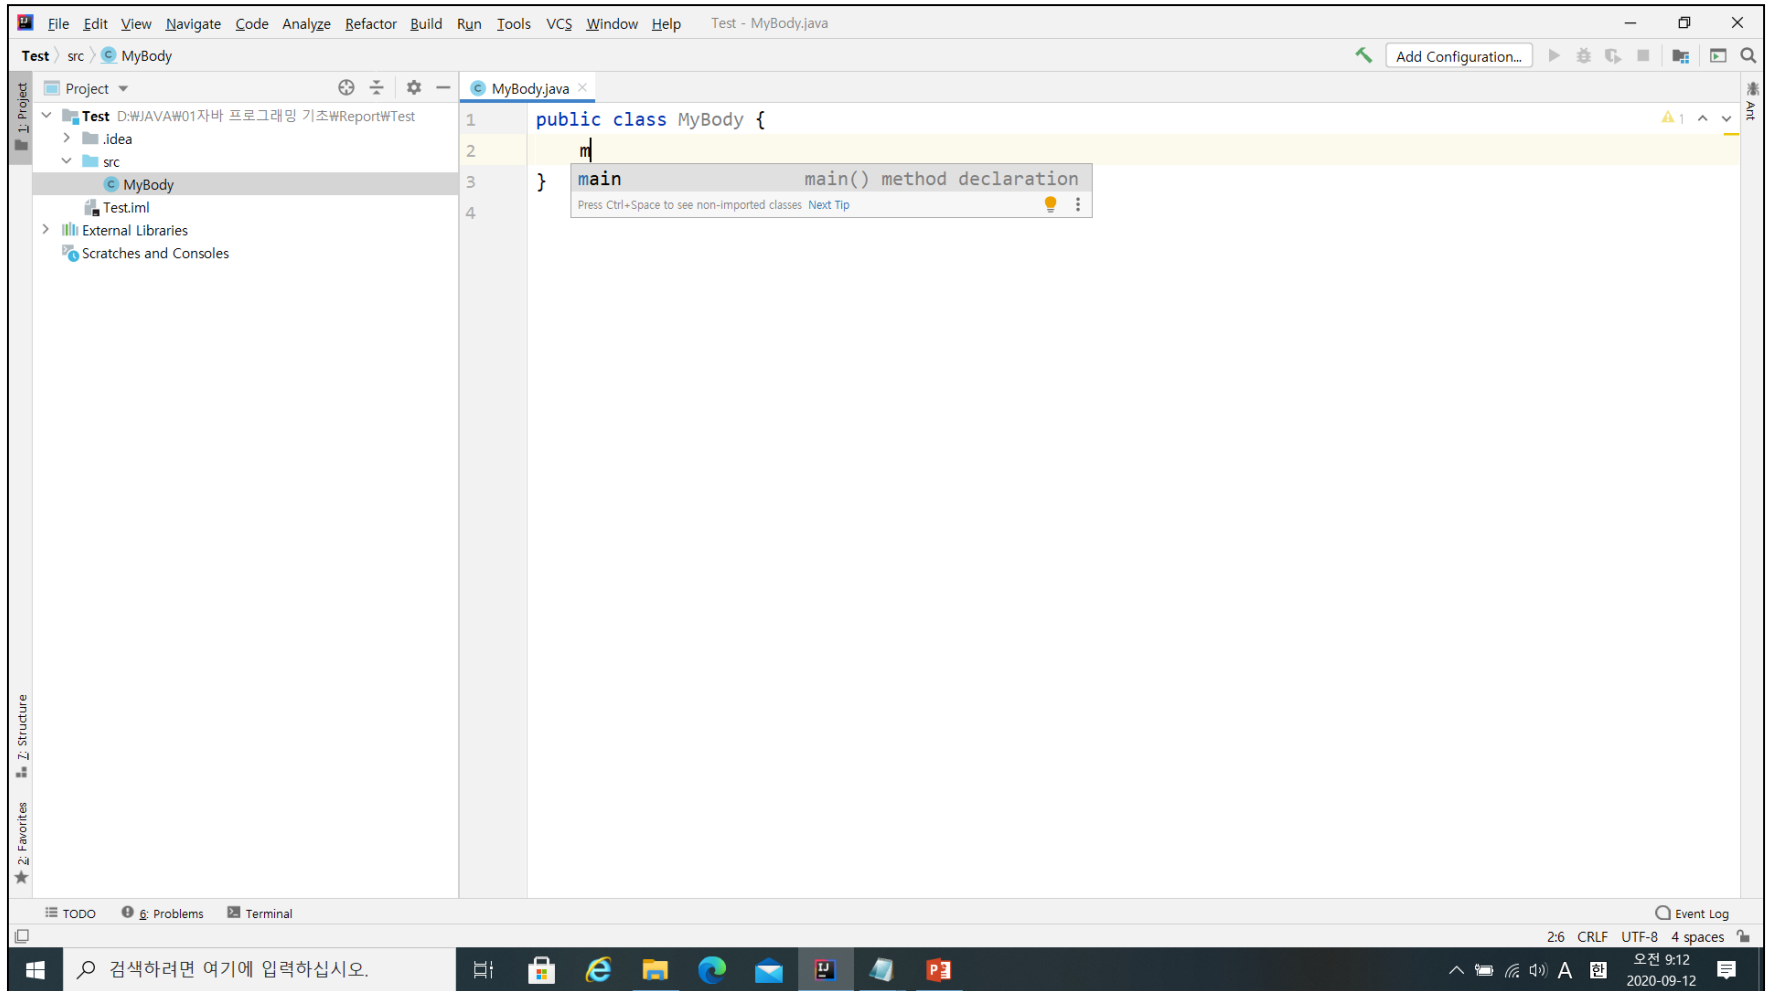 File Edit View Navigate Code Analyze Refactor Build Run Tools VCS Window Help Test - MyBody.java
Test src MyBody
Add Configuration...
1: Project
Project
MyBody.java
Ant
Test D:₩JAVA₩01자바 프로그래밍 기초₩Report₩Test
.idea
src
MyBody
Test.iml
External Libraries
Scratches and Consoles
1 public class MyBody {
1
2 m
3 }
4
main main() method declaration
Press Ctrl+Space to see non-imported classes Next Tip
7: Structure
2: Favorites
TODO 6: Problems Terminal
Event Log
2:6 CRLF UTF-8 4 spaces
검색하려면 여기에 입력하십시오.
A 한
오전 9:12
2020-09-12